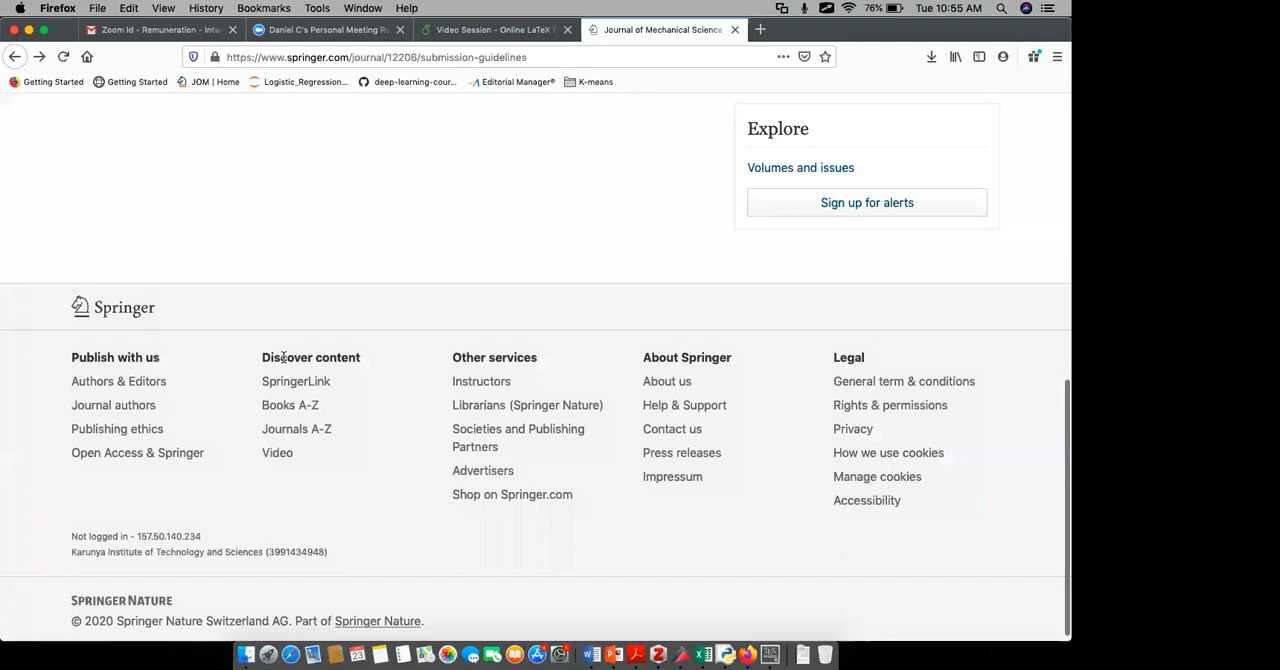 Firefox File Edit View History Bookmarks Tools Window Help 76% Tue 10:55 AM
Zoom Id - Remuneration - Inte
Daniel C's Personal Meeting Ro
Video Session - Online LaTeX E
Journal of Mechanical Science
https://www.springer.com/journal/12206/submission-guidelines
Getting Started Getting Started JOM | Home Logistic_Regression... deep-learning-cour... Editorial Manager® K-means
Explore
Volumes and issues
Sign up for alerts
Springer
Publish with us
Authors & Editors
Journal authors
Publishing ethics
Open Access & Springer
Discover content
SpringerLink
Books A-Z
Journals A-Z
Video
Other services
Instructors
Librarians (Springer Nature)
Societies and Publishing
Partners
Advertisers
Shop on Springer.com
About Springer
About us
Help & Support
Contact us
Press releases
Impressum
Legal
General term & conditions
Rights & permissions
Privacy
How we use cookies
Manage cookies
Accessibility
Not logged in - 157.50.140.234
Karunya Institute of Technology and Sciences (3991434948)
SPRINGER NATURE
© 2020 Springer Nature Switzerland AG. Part of Springer Nature.